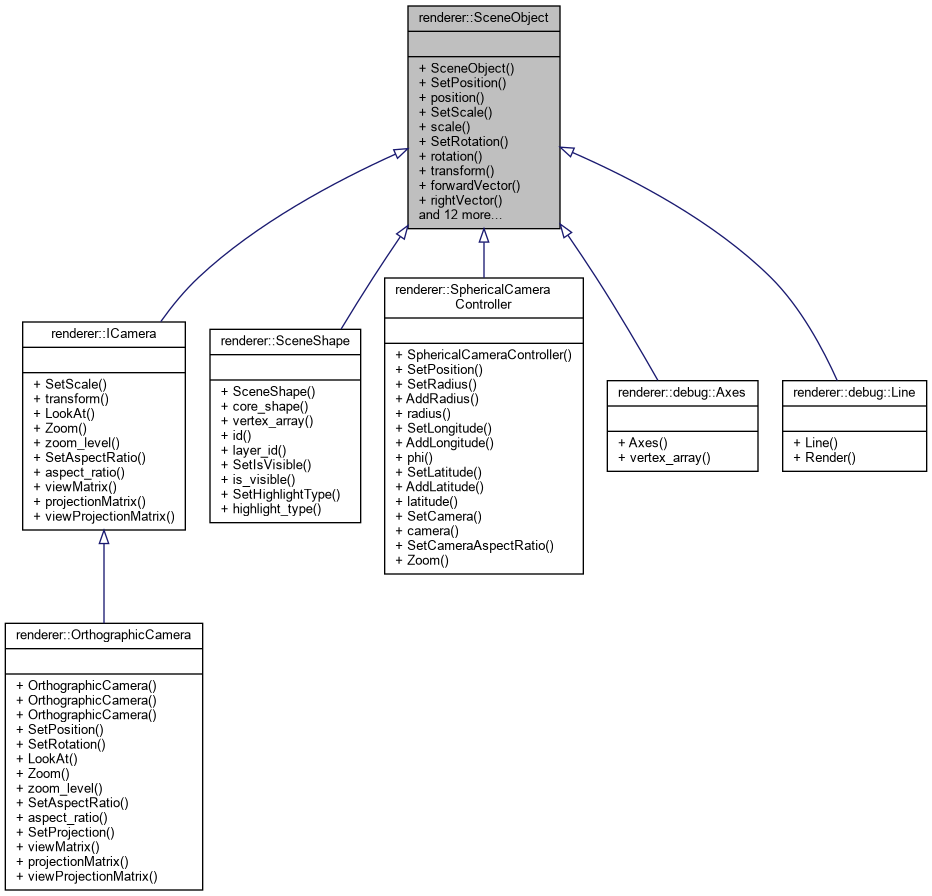 renderer::SceneObject
+ SceneObject()
+ SetPosition()
+ position()
+ SetScale()
+ scale()
+ SetRotation()
+ rotation()
+ transform()
+ forwardVector()
+ rightVector()
and 12 more...
renderer::ICamera
+ SetScale()
+ transform()
+ LookAt()
+ Zoom()
+ zoom_level()
+ SetAspectRatio()
+ aspect_ratio()
+ viewMatrix()
+ projectionMatrix()
+ viewProjectionMatrix()
renderer::SceneShape
+ SceneShape()
+ core_shape()
+ vertex_array()
+ id()
+ layer_id()
+ SetIsVisible()
+ is_visible()
+ SetHighlightType()
+ highlight_type()
renderer::SphericalCamera
Controller
+ SphericalCameraController()
+ SetPosition()
+ SetRadius()
+ AddRadius()
+ radius()
+ SetLongitude()
+ AddLongitude()
+ phi()
+ SetLatitude()
+ AddLatitude()
+ latitude()
+ SetCamera()
+ camera()
+ SetCameraAspectRatio()
+ Zoom()
renderer::debug::Axes
+ Axes()
+ vertex_array()
renderer::debug::Line
+ Line()
+ Render()
renderer::OrthographicCamera
+ OrthographicCamera()
+ OrthographicCamera()
+ OrthographicCamera()
+ SetPosition()
+ SetRotation()
+ LookAt()
+ Zoom()
+ zoom_level()
+ SetAspectRatio()
+ aspect_ratio()
+ SetProjection()
+ viewMatrix()
+ projectionMatrix()
+ viewProjectionMatrix()